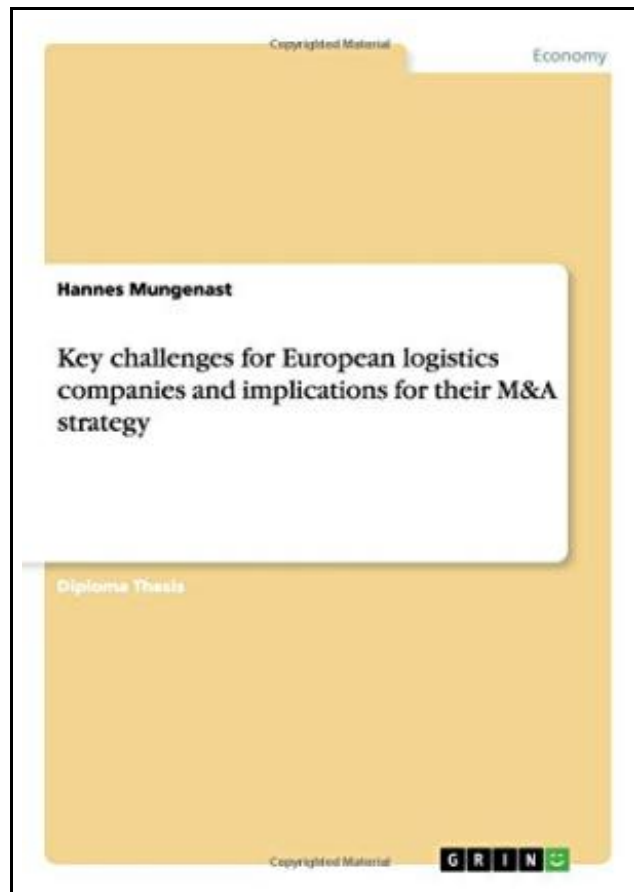 Copyrighted Material
Economy
Hannes Mungenast
Key challenges for European logistics
companies and implications for their M&A
strategy
Diploma Thesis
Copyrighted Material
GRIN